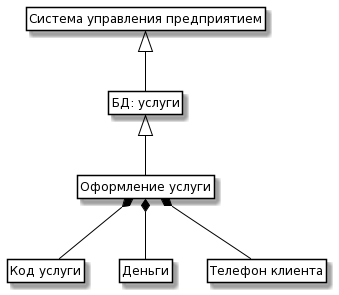 Система управления предприятием
БД: услуги
Оформление услуги
Код услуги
Деньги
Телефон клиента